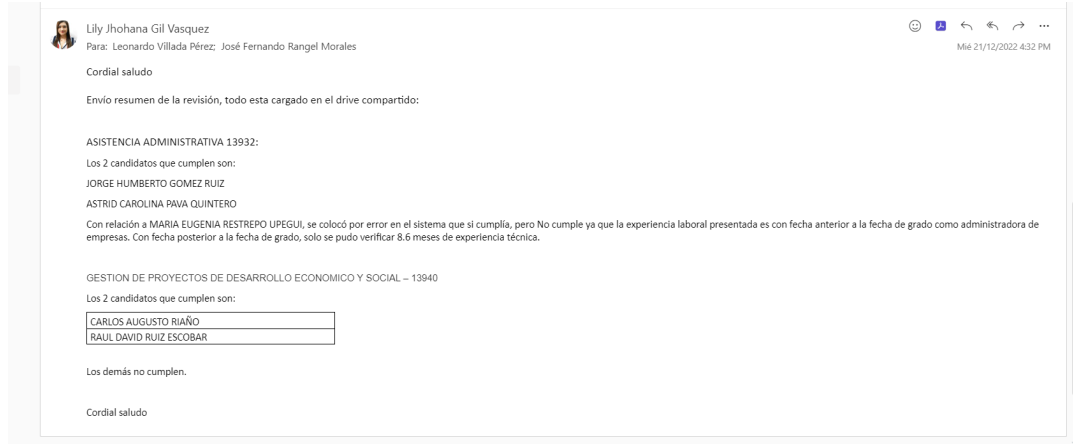 Lily Jhohana Gil Vasquez
Para: Leonardo Villada Pérez; José Fernando Rangel Morales
Mié 21/12/2022 4:32 PM
Cordial saludo
Envío resumen de la revisión, todo esta cargado en el drive compartido:
ASISTENCIA ADMINISTRATIVA 13932:
Los 2 candidatos que cumplen son:
JORGE HUMBERTO GOMEZ RUIZ
ASTRID CAROLINA PAVA QUINTERO
Con relación a MARIA EUGENIA RESTREPO UPEGUI, se colocó por error en el sistema que si cumplía, pero No cumple ya que la experiencia laboral presentada es con fecha anterior a la fecha de grado como administradora de
empresas. Con fecha posterior a la fecha de grado, solo se pudo verificar 8.6 meses de experiencia técnica.
GESTION DE PROYECTOS DE DESARROLLO ECONOMICO Y SOCIAL – 13940
Los 2 candidatos que cumplen son:
CARLOS AUGUSTO RIAÑO
RAUL DAVID RUIZ ESCOBAR
Los demás no cumplen.
Cordial saludo